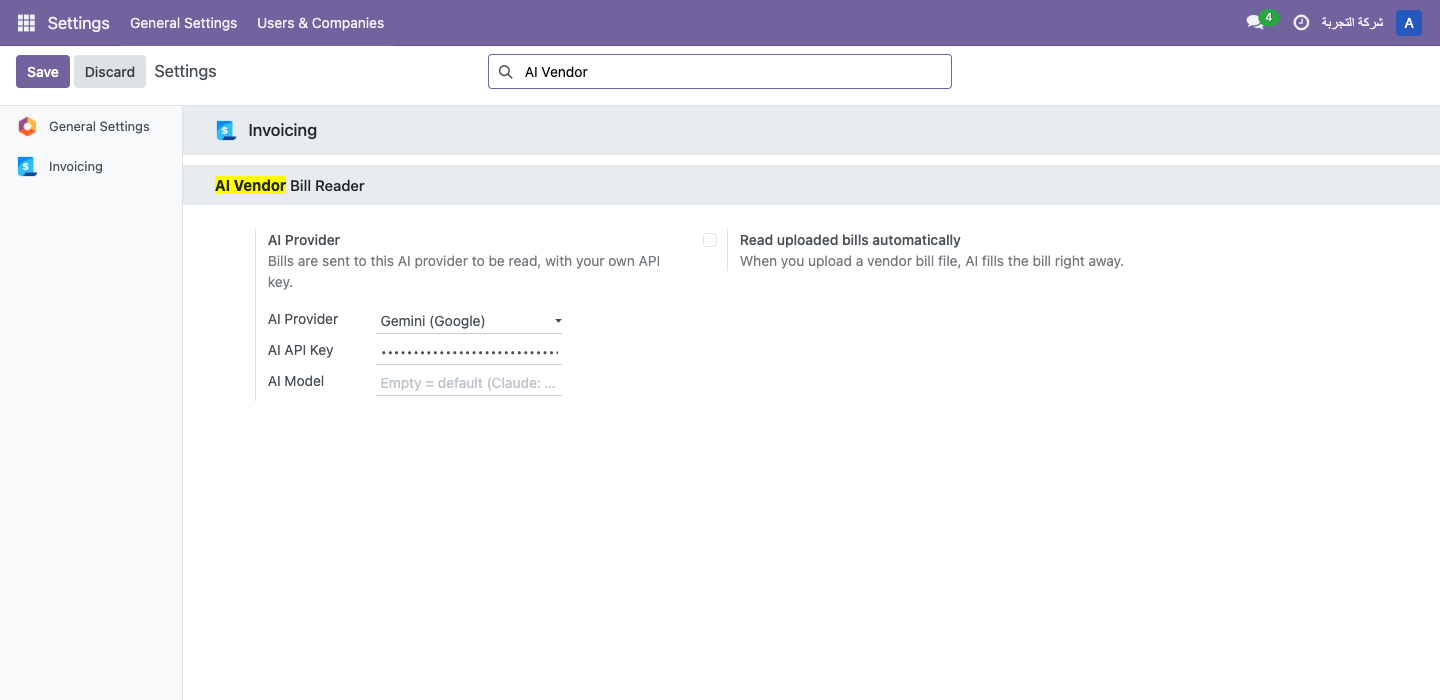 Settings General Settings Users & Companies 4 شركة التجربة A
Save Discard Settings AI Vendor
General Settings
Invoicing
Invoicing
AI Vendor Bill Reader
AI Provider
Bills are sent to this AI provider to be read, with your own API
key.
AI Provider Gemini (Google)
AI API Key ••••••••••••••••••••••••••••
AI Model Empty = default (Claude: ...
Read uploaded bills automatically
When you upload a vendor bill file, AI fills the bill right away.